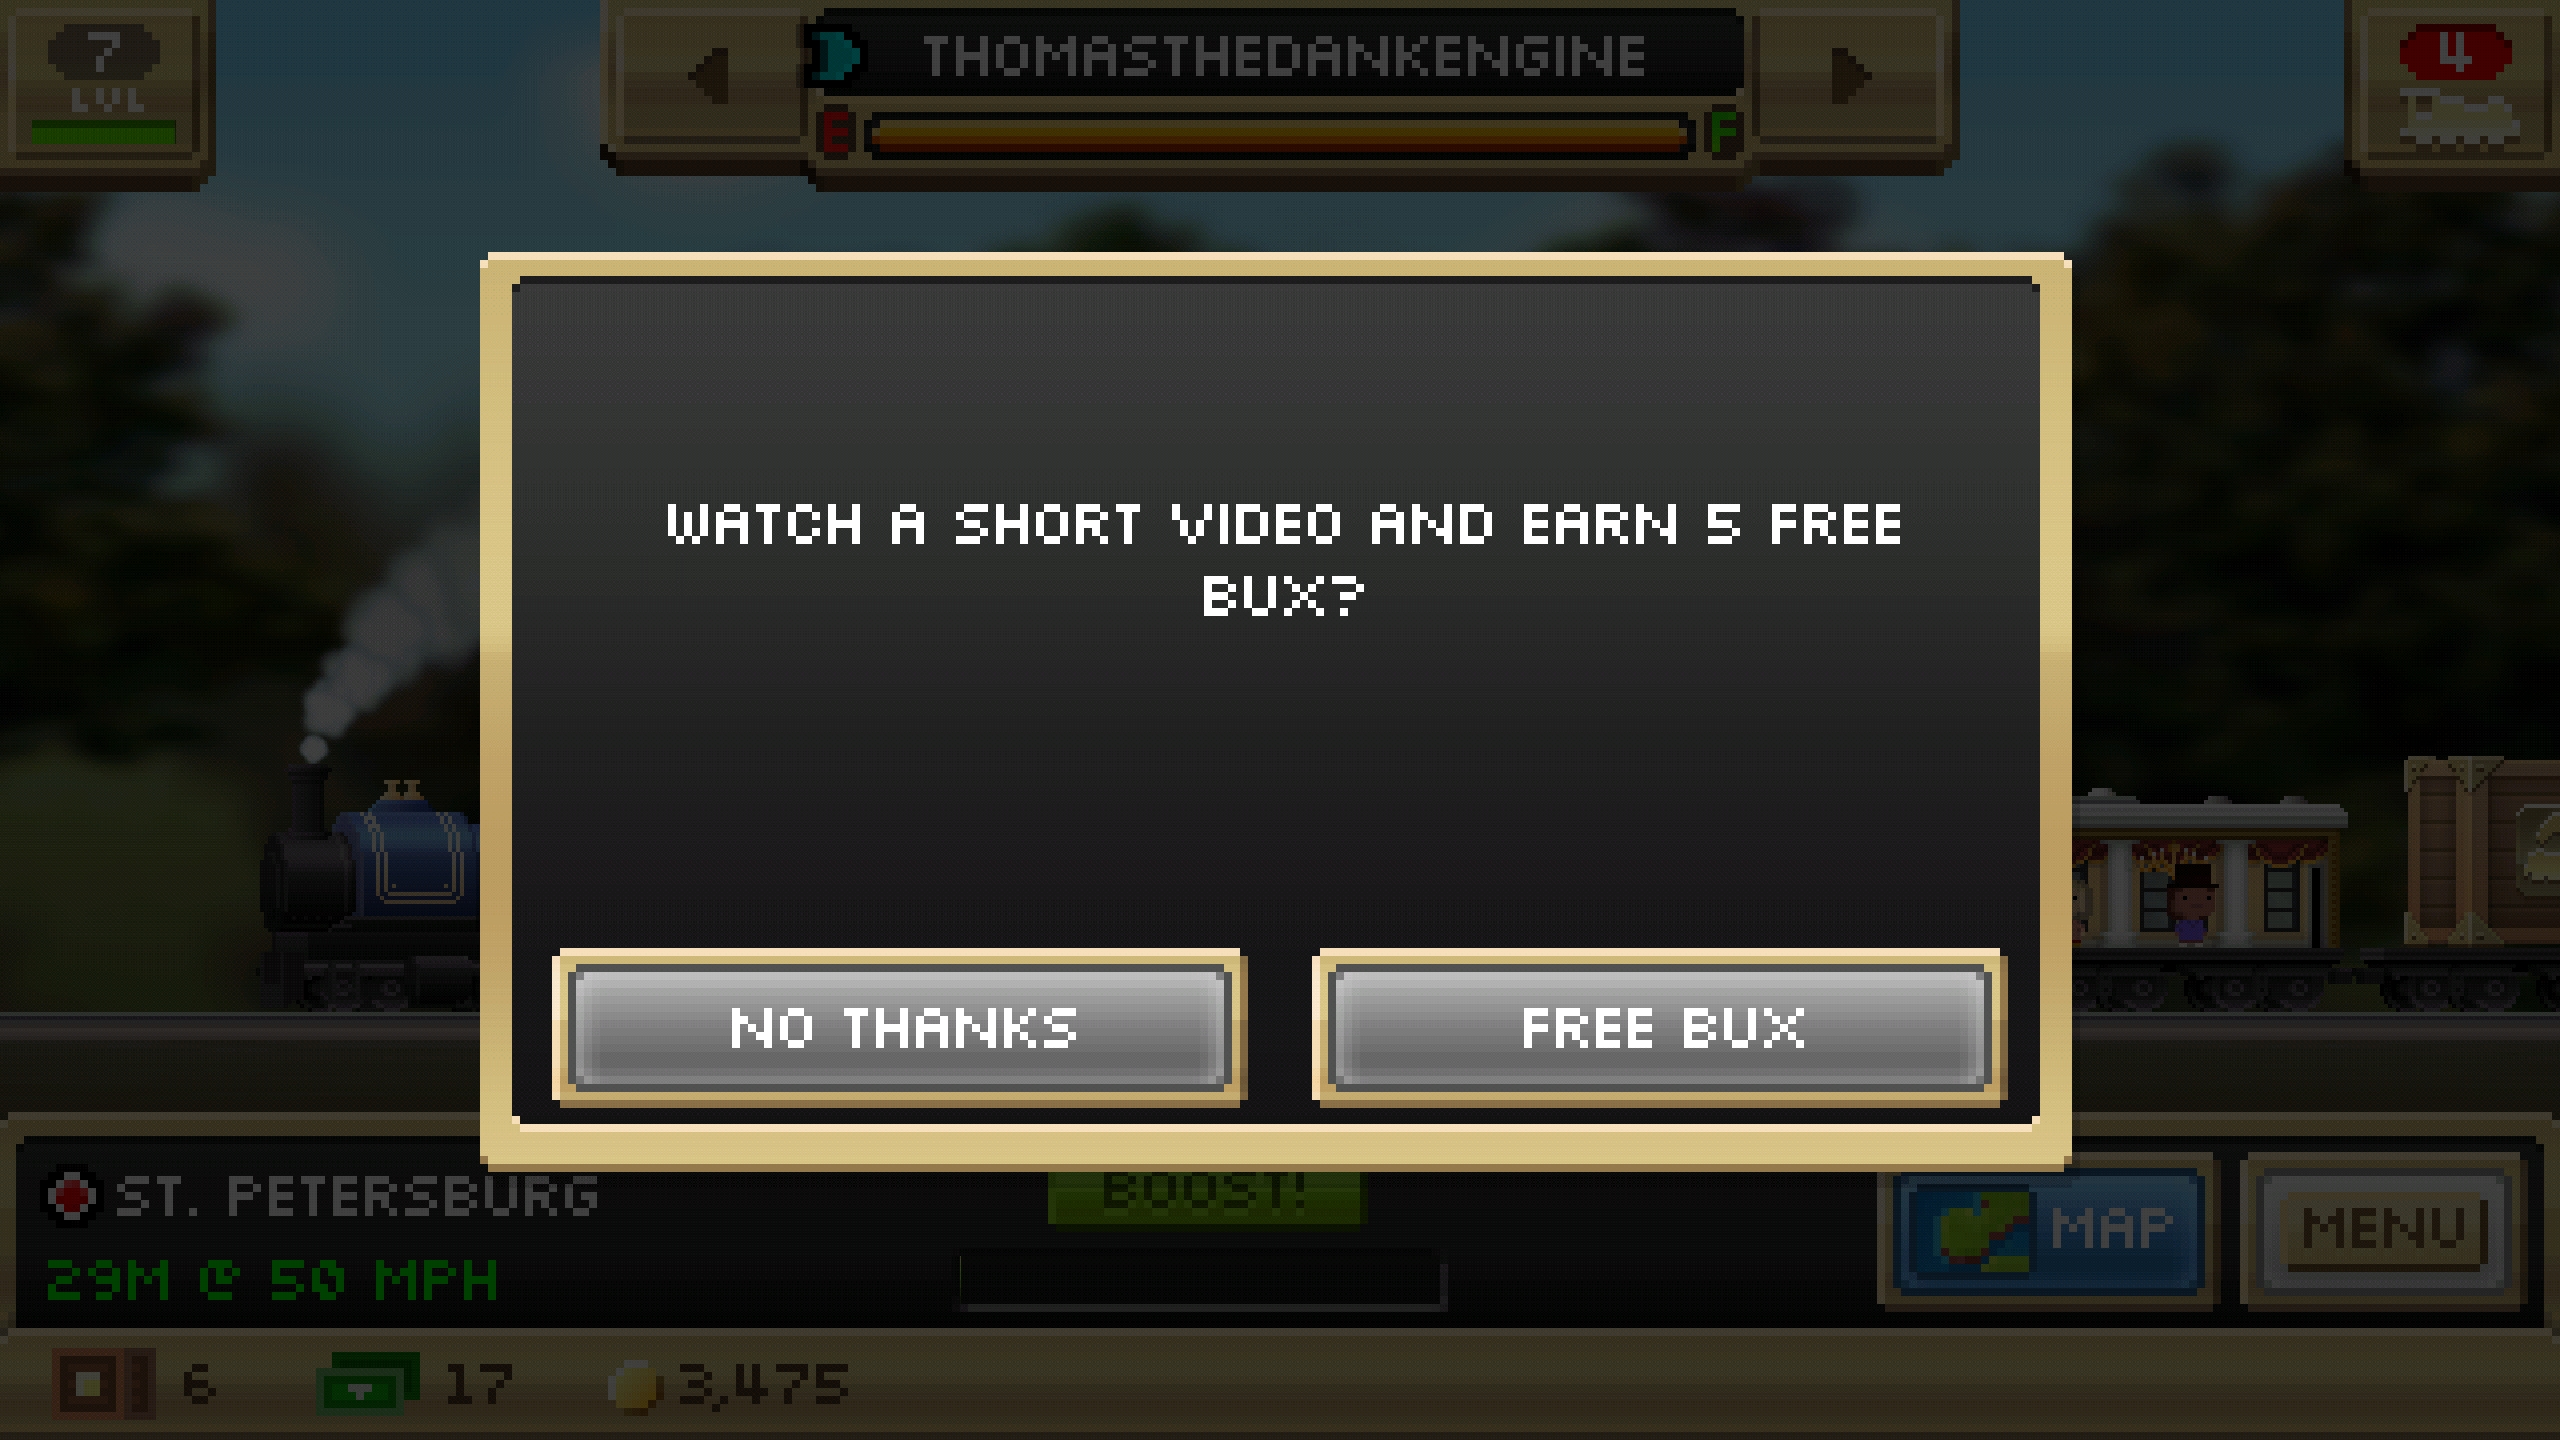 7
LVL
THOMASTHEDANKENGINE
E F
4
WATCH A SHORT VIDEO AND EARN 5 FREE
BUX?
NO THANKS
FREE BUX
ST. PETERSBURG
29M @ 50 MPH
BOOST!
MAP
MENU
6
17
3,475